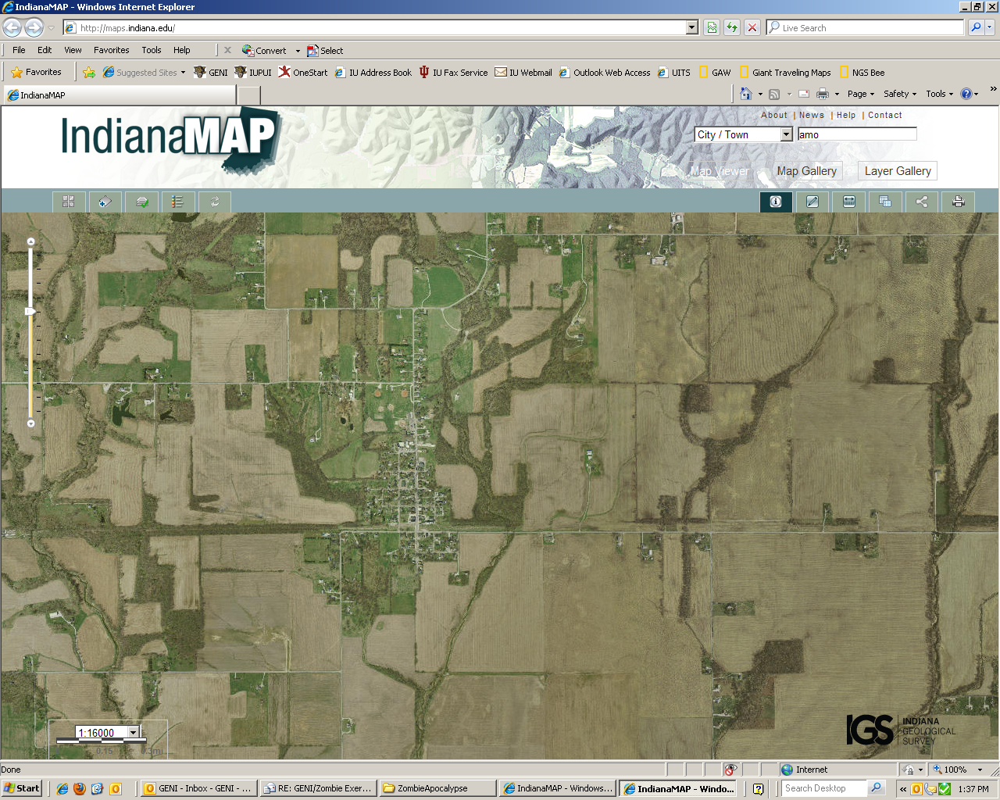 IndianaMAP - Windows Internet Explorer
http://maps.indiana.edu/
Live Search
File Edit View Favorites Tools Help
Convert
Select
Favorites
Suggested Sites
GENI
IUPUI
OneStart
IU Address Book
IU Fax Service
IU Webmail
Outlook Web Access
UITS
GAW
Giant Traveling Maps
NGS Bee
IndianaMAP
Page
Safety
Tools
»
IndianaMAP
About | News | Help | Contact
City / Town
amo
Map Viewer
Map Gallery
Layer Gallery
1:16000
0.15
.3mi
IGS
INDIANA
GEOLOGICAL
SURVEY
Done
Internet
100%
Start
GENI - Inbox - GENI - ...
RE: GENI/Zombie Exer...
ZombieApocalypse
IndianaMAP - Windows...
IndianaMAP - Windo...
Search Desktop
«
1:37 PM